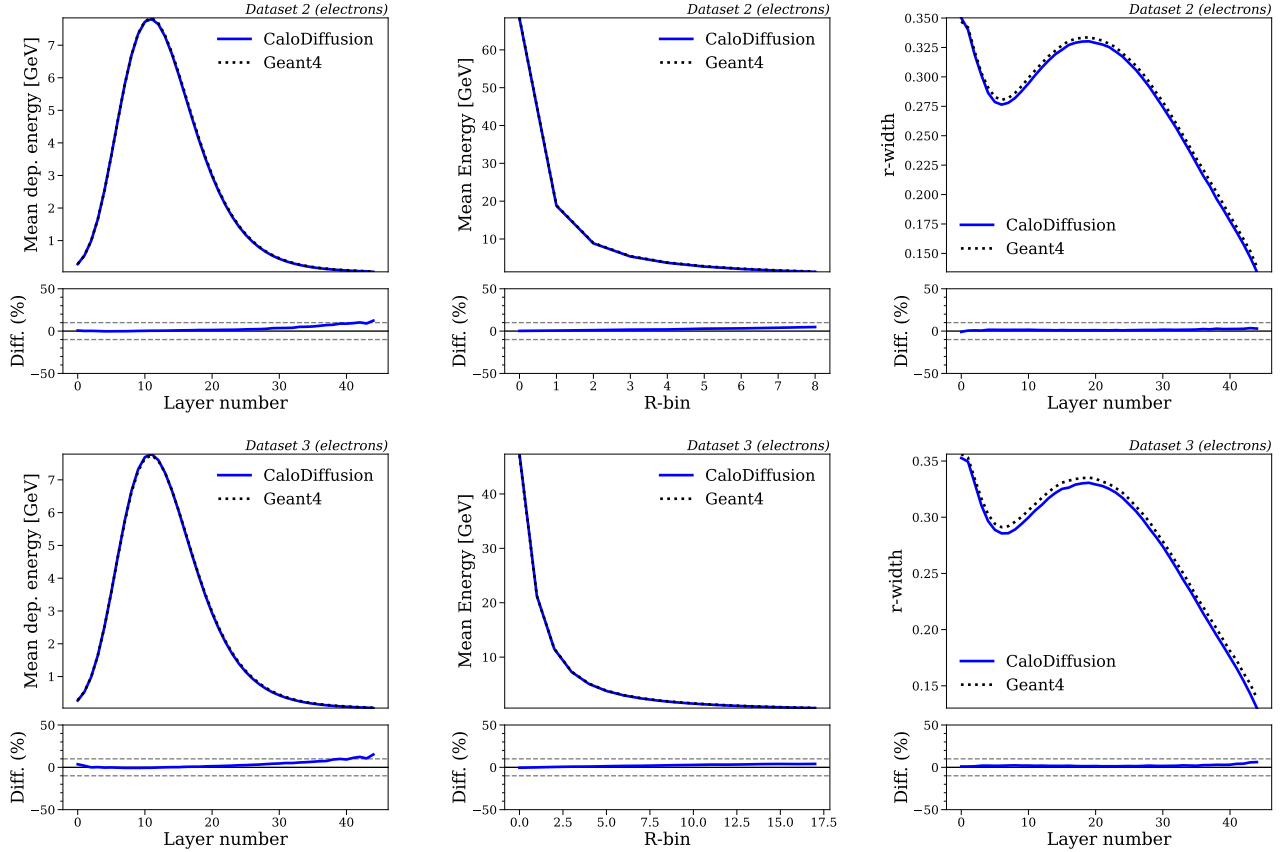 Dataset 2 (electrons)
Mean dep. energy [GeV]
7
6
5
4
3
2
1
CaloDiffusion
Geant4
Diff. (%)
50
0
−50
0
10
20
30
40
Layer number
Dataset 2 (electrons)
Mean Energy [GeV]
60
50
40
30
20
10
CaloDiffusion
Geant4
Diff. (%)
50
0
−50
0
1
2
3
4
5
6
7
8
R-bin
Dataset 2 (electrons)
r-width
0.350
0.325
0.300
0.275
0.250
0.225
0.200
0.175
0.150
CaloDiffusion
Geant4
Diff. (%)
50
0
−50
0
10
20
30
40
Layer number
Dataset 3 (electrons)
Mean dep. energy [GeV]
7
6
5
4
3
2
1
CaloDiffusion
Geant4
Diff. (%)
50
0
−50
0
10
20
30
40
Layer number
Dataset 3 (electrons)
Mean Energy [GeV]
40
30
20
10
CaloDiffusion
Geant4
Diff. (%)
50
0
−50
0.0
2.5
5.0
7.5
10.0
12.5
15.0
17.5
R-bin
Dataset 3 (electrons)
r-width
0.35
0.30
0.25
0.20
0.15
CaloDiffusion
Geant4
Diff. (%)
50
0
−50
0
10
20
30
40
Layer number